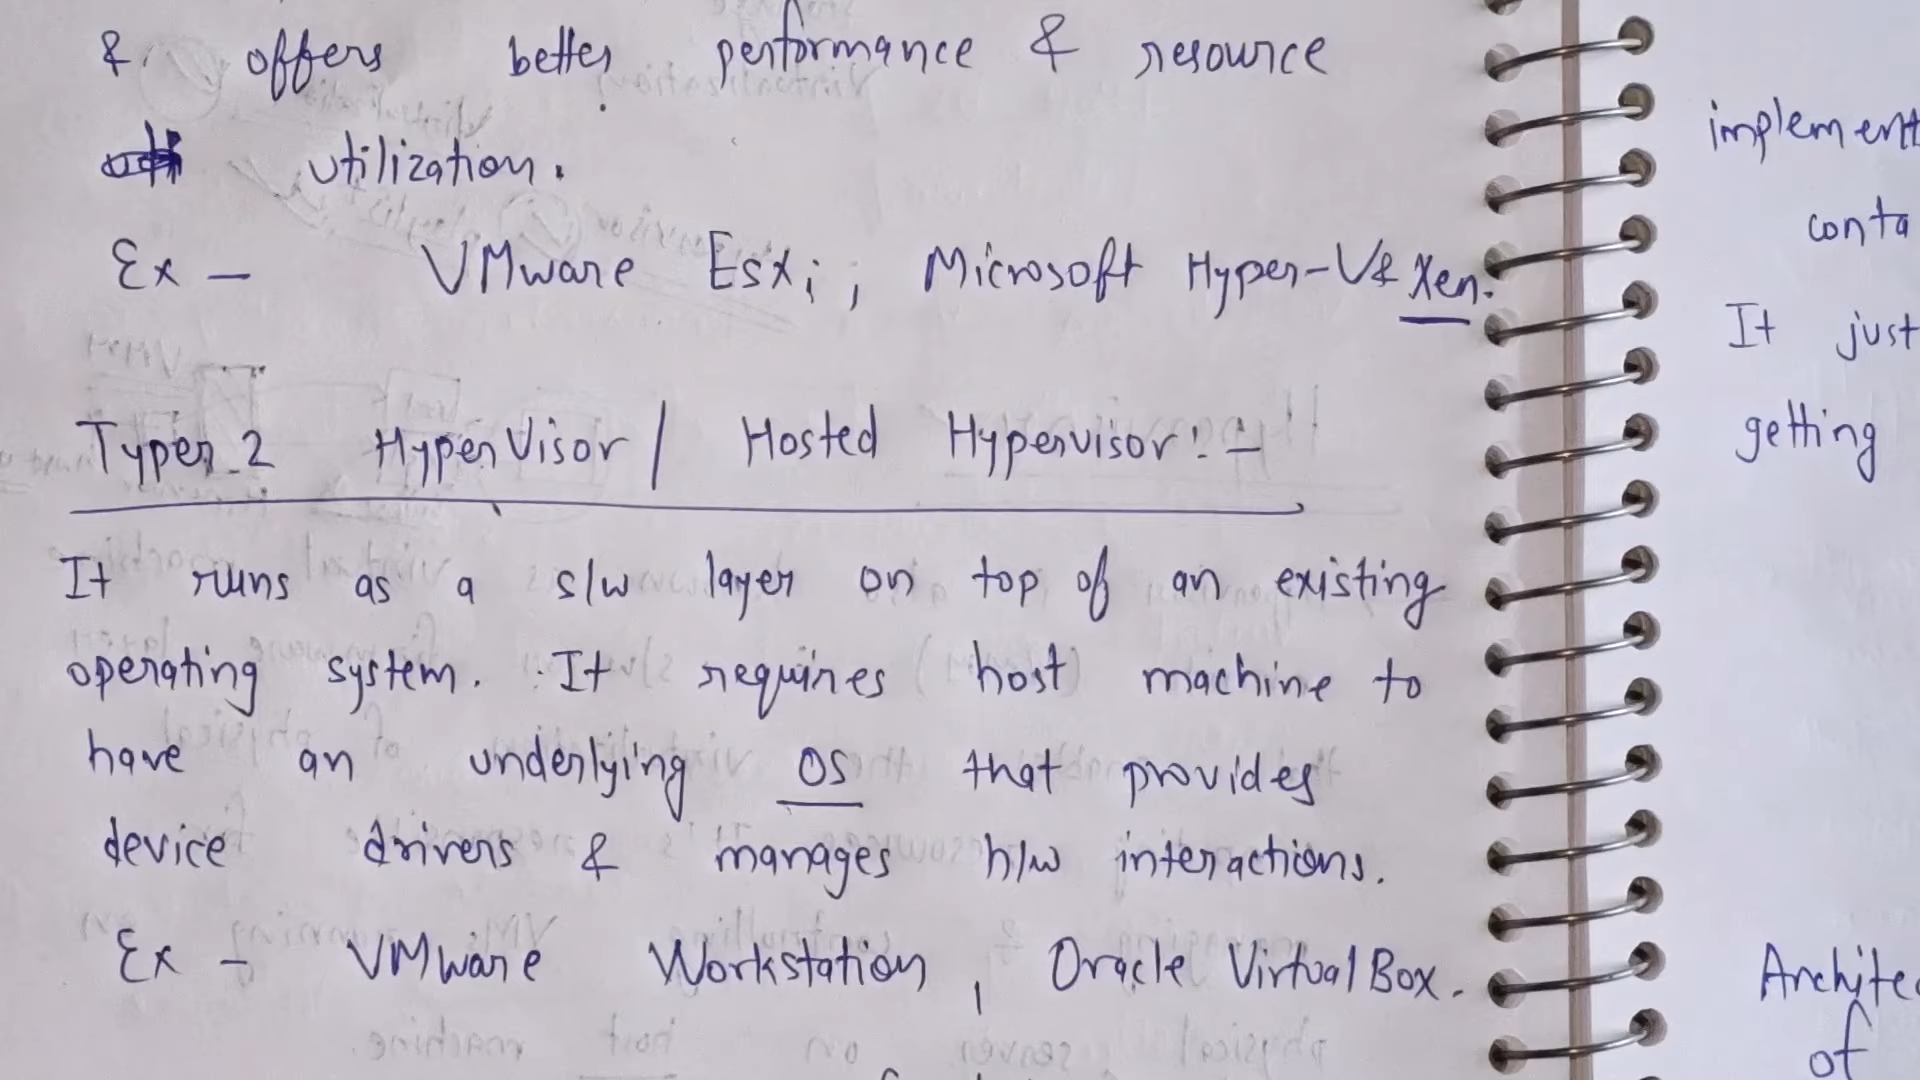 & offers better performance & resource
utilization.
Ex – VMware Esxi, Microsoft Hyper-V & Xen.
Typer 2 HyperVisor / Hosted Hypervisor:-
It runs as a s/w layer on top of an existing
operating system. It requires host machine to
have an underlying OS that provides
device drivers & manages h/w interactions.
Ex – VMware Workstation, Oracle VirtualBox.
implement
conta
It just
getting
Archite
of